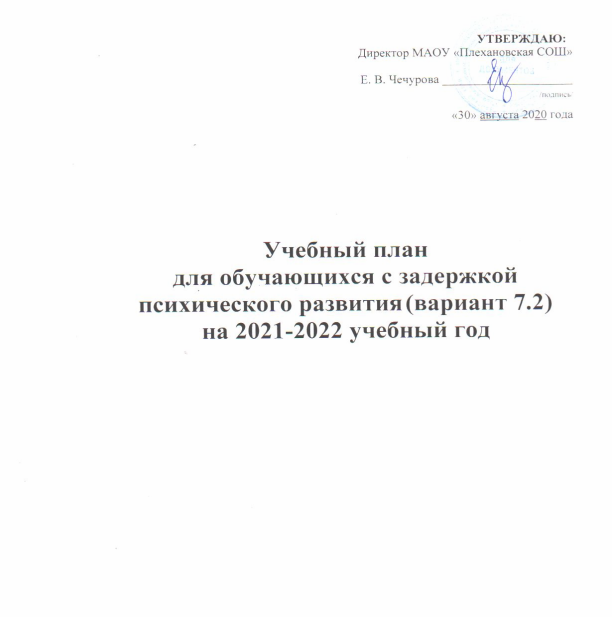 УТВЕРЖДАЮ:
Директор МАОУ «Плехановская СОШ»
Е. В. Чечурова ____________________
подпись
«30» августа 2020 года
Учебный план
для обучающихся с задержкой
психического развития (вариант 7.2)
на 2021-2022 учебный год